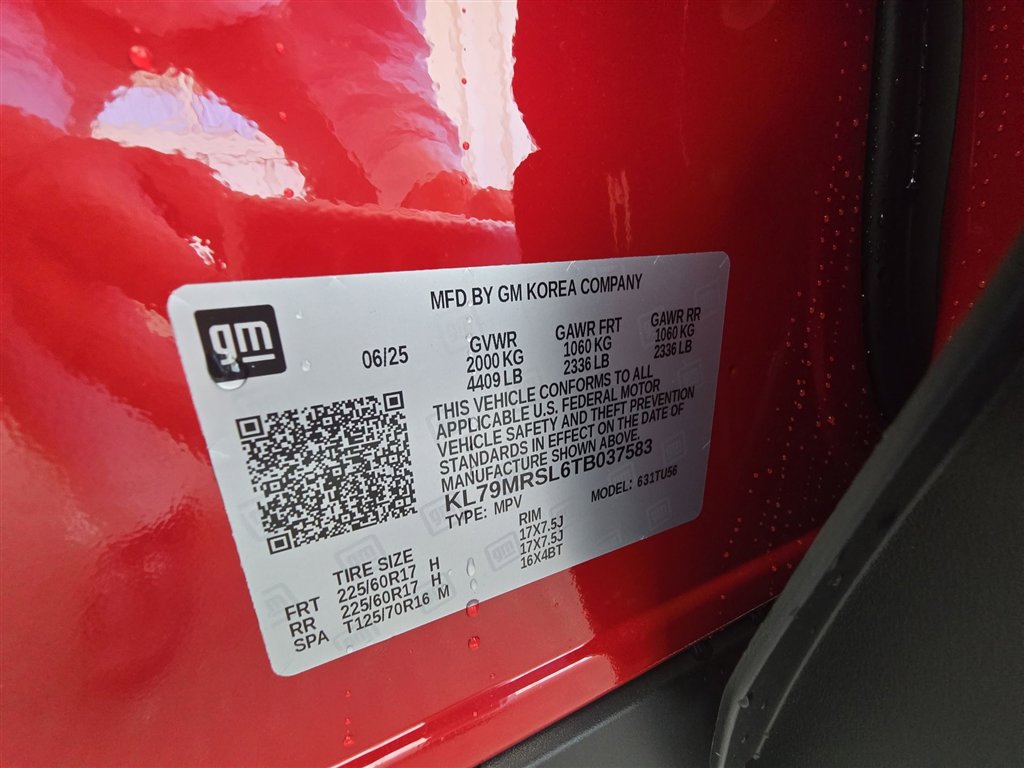 MFD BY GM KOREA COMPANY
gm
06/25
GVWR
2000 KG
4409 LB
GAWR FRT
1060 KG
2336 LB
GAWR RR
1060 KG
2336 LB
THIS VEHICLE CONFORMS TO ALL
APPLICABLE U.S. FEDERAL MOTOR
VEHICLE SAFETY AND THEFT PREVENTION
STANDARDS IN EFFECT ON THE DATE OF
MANUFACTURE SHOWN ABOVE.
KL79MRSL6TB037583
TYPE: MPV MODEL: 631TU56
TIRE SIZE RIM
FRT 225/60R17 H 17X7.5J
RR 225/60R17 H 17X7.5J
SPA T125/70R16 M 16X4BT